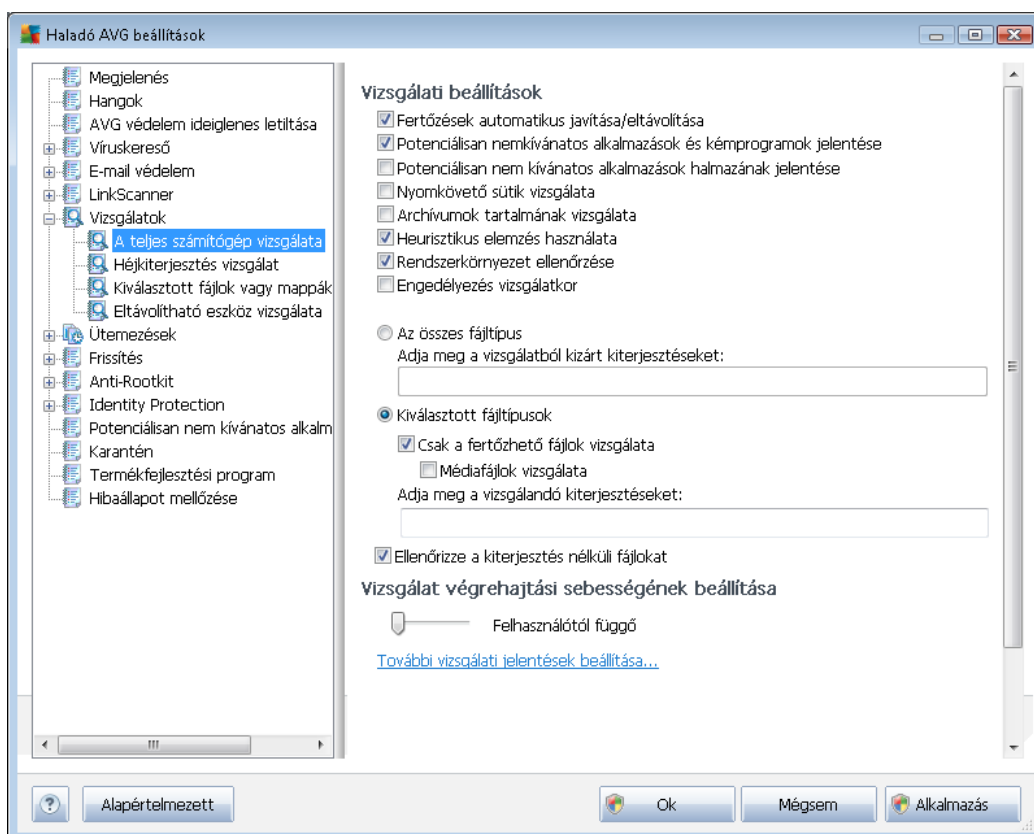 Haladó AVG beállítások
Megjelenés
Hangok
AVG védelem ideiglenes letiltása
Víruskereső
E-mail védelem
LinkScanner
Vizsgálatok
A teljes számítógép vizsgálata
Héjkiterjesztés vizsgálat
Kiválasztott fájlok vagy mappák
Eltávolítható eszköz vizsgálata
Ütemezések
Frissítés
Anti-Rootkit
Identity Protection
Potenciálisan nem kívánatos alkalm
Karantén
Termékfejlesztési program
Hibaállapot mellőzése
Vizsgálati beállítások
Fertőzések automatikus javítása/eltávolítása
Potenciálisan nemkívánatos alkalmazások és kémprogramok jelentése
Potenciálisan nem kívánatos alkalmazások halmazának jelentése
Nyomkövető sütik vizsgálata
Archívumok tartalmának vizsgálata
Heurisztikus elemzés használata
Rendszerkörnyezet ellenőrzése
Engedélyezés vizsgálatkor
Az összes fájltípus
Adja meg a vizsgálatból kizárt kiterjesztéseket:
Kiválasztott fájltípusok
Csak a fertőzhető fájlok vizsgálata
Médiafájlok vizsgálata
Adja meg a vizsgálandó kiterjesztéseket:
Ellenőrizze a kiterjesztés nélküli fájlokat
Vizsgálat végrehajtási sebességének beállítása
Felhasználótól függő
További vizsgálati jelentések beállítása...
Alapértelmezett
Ok
Mégsem
Alkalmazás